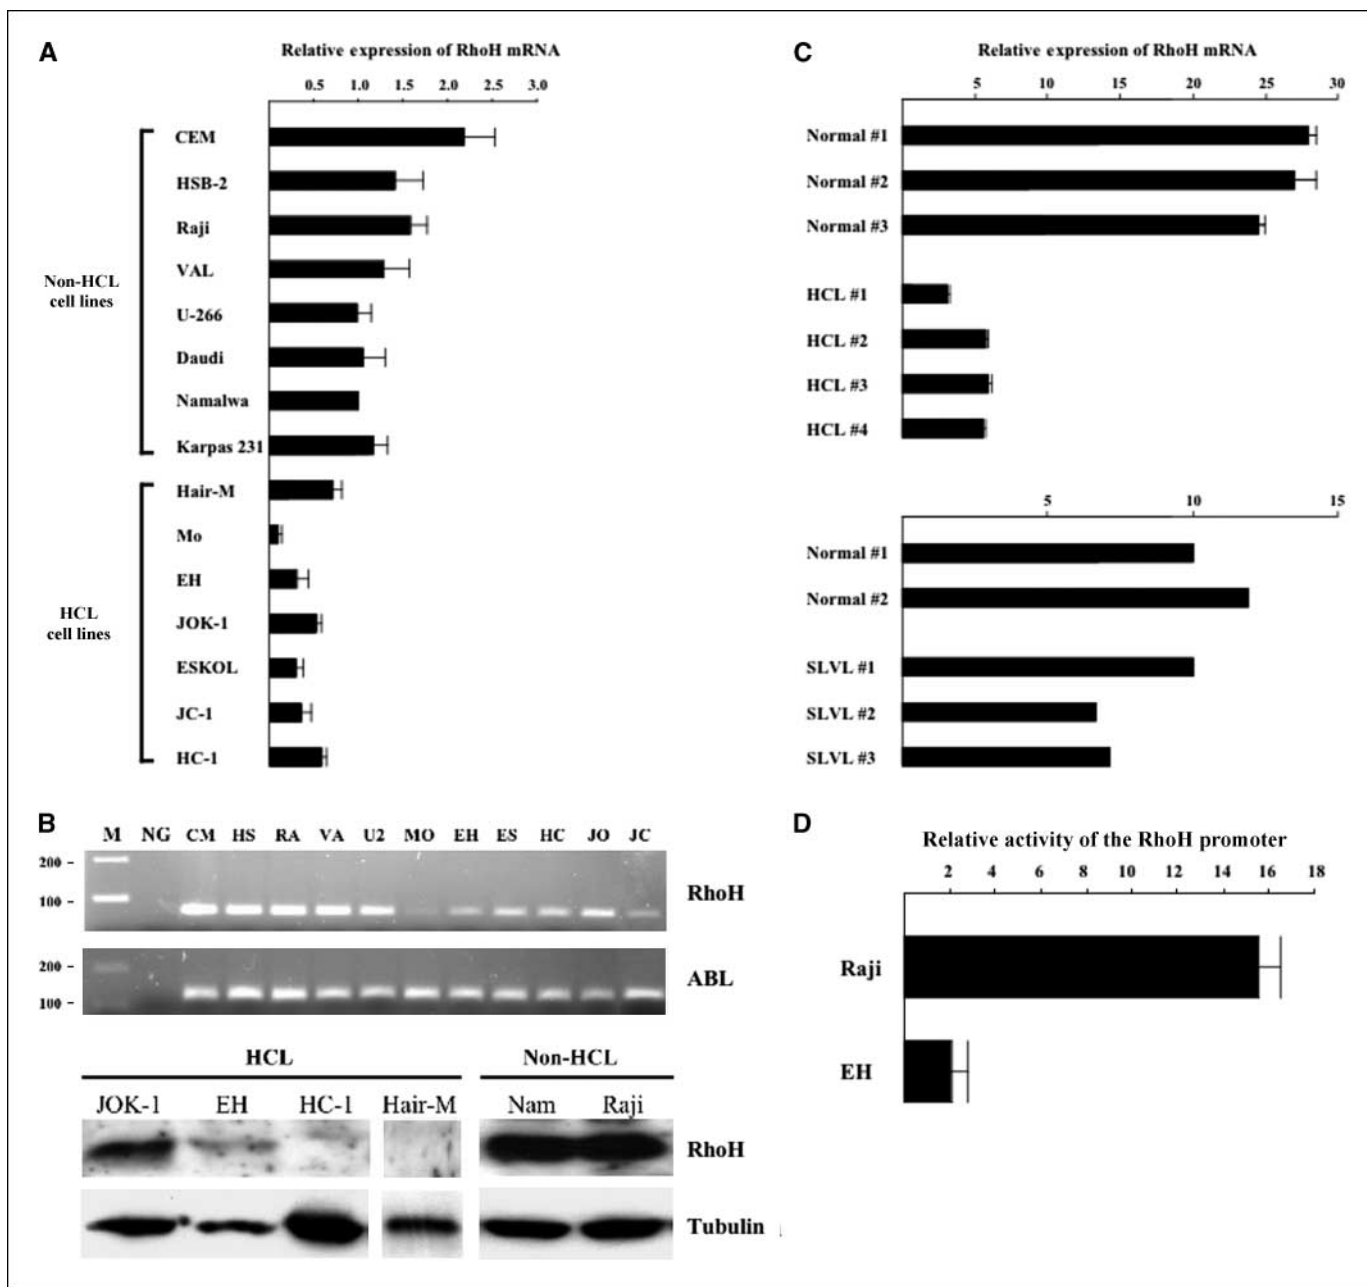 A
Relative expression of RhoH mRNA
0.5 1.0 1.5 2.0 2.5 3.0
Non-HCL
cell lines
CEM
HSB-2
Raji
VAL
U-266
Daudi
Namalwa
Karpas 231
HCL
cell lines
Hair-M
Mo
EH
JOK-1
ESKOL
JC-1
HC-1
C
Relative expression of RhoH mRNA
5 10 15 20 25 30
Normal #1
Normal #2
Normal #3
HCL #1
HCL #2
HCL #3
HCL #4
5 10 15
Normal #1
Normal #2
SLVL #1
SLVL #2
SLVL #3
B
M NG CM HS RA VA U2 MO EH ES HC JO JC
200 -
100 -
RhoH
200 -
100 -
ABL
HCL Non-HCL
JOK-1 EH HC-1 Hair-M Nam Raji
RhoH
Tubulin
D
Relative activity of the RhoH promoter
2 4 6 8 10 12 14 16 18
Raji
EH